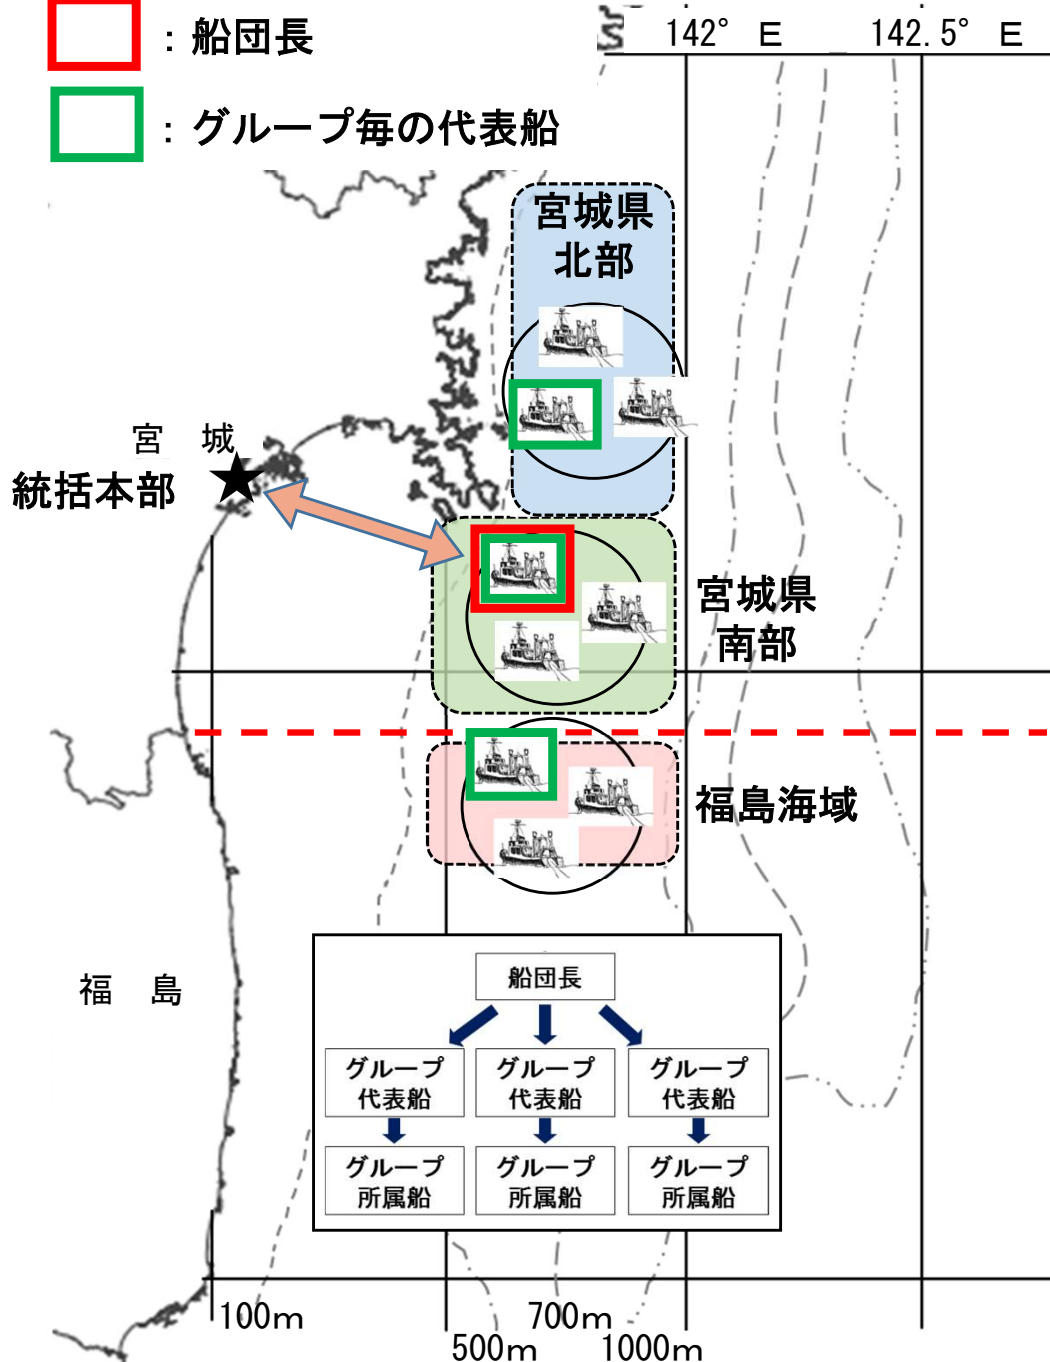 ：船団長
：グループ毎の代表船
142° E
142.5° E
宮城県
北部
宮 城
統括本部
宮城県
南部
福島海域
福 島
船団長
グループ
代表船
グループ
代表船
グループ
代表船
グループ
所属船
グループ
所属船
グループ
所属船
100m
700m
500m
1000m